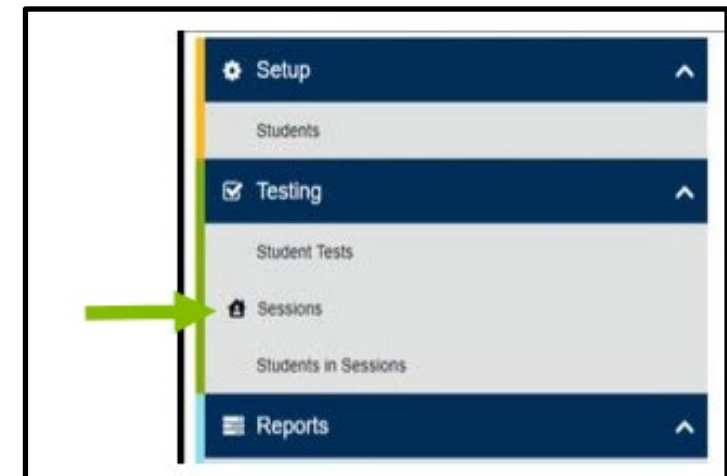 Setup
Students
Testing
Student Tests
Sessions
Students in Sessions
Reports